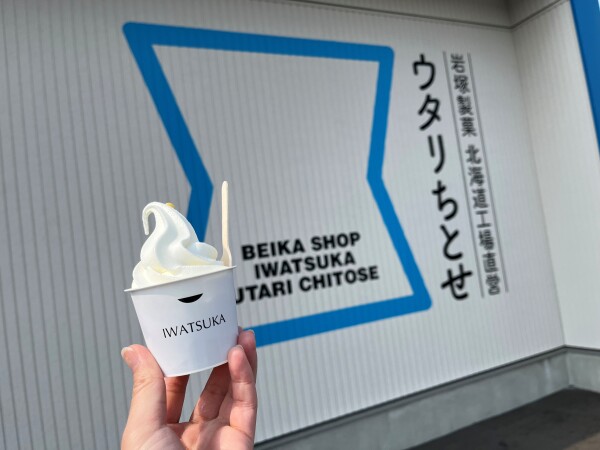 岩塚製菓 北海道工場直営
ウタリちとせ
BEIKA SHOP
IWATSUKA
UTARI CHITOSE
IWATSUKA